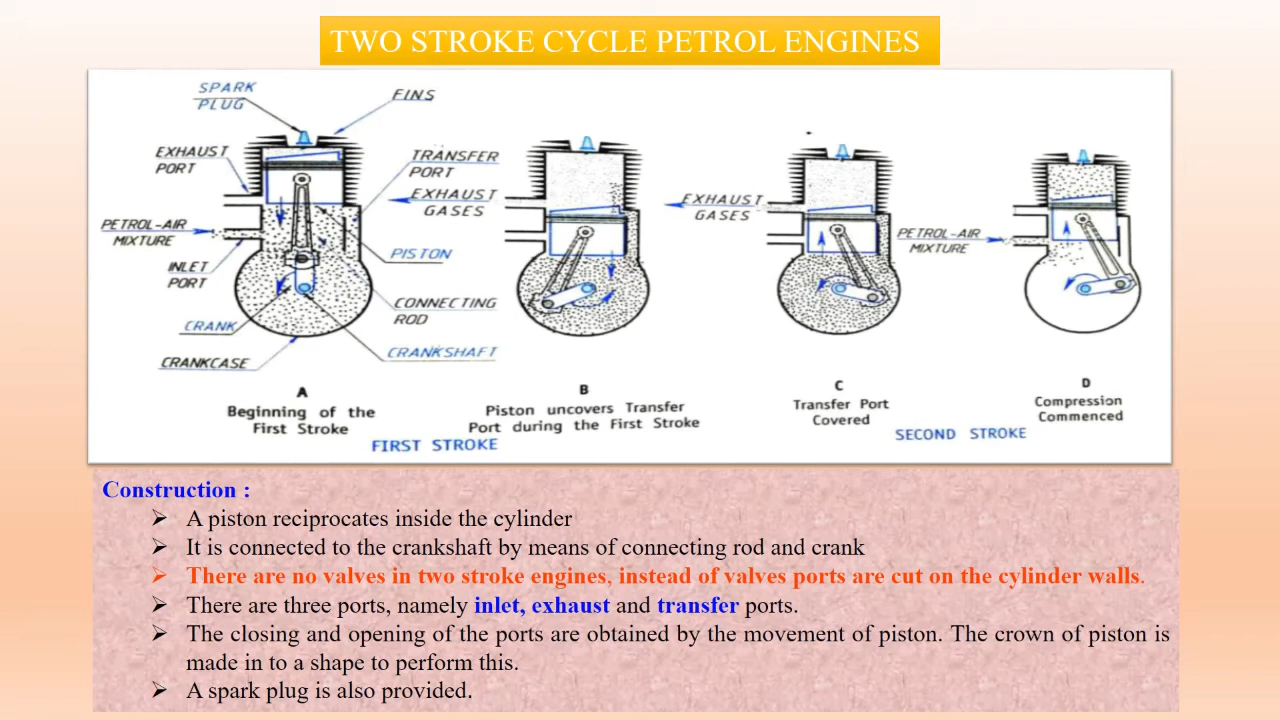 TWO STROKE CYCLE PETROL ENGINES
SPARK
PLUG
FINS
EXHAUST
PORT
TRANSFER
PORT
EXHAUST
GASES
PETROL-AIR
MIXTURE
PISTON
INLET
PORT
CONNECTING
ROD
CRANK
CRANKSHAFT
CRANKCASE
EXHAUST
GASES
PETROL-AIR
MIXTURE
A
Beginning of the
First Stroke
B
Piston uncovers Transfer
Port during the First Stroke
FIRST STROKE
C
Transfer Port
Covered
D
Compression
Commenced
SECOND STROKE
Construction :
➢ A piston reciprocates inside the cylinder
➢ It is connected to the crankshaft by means of connecting rod and crank
➢ There are no valves in two stroke engines, instead of valves ports are cut on the cylinder walls.
➢ There are three ports, namely inlet, exhaust and transfer ports.
➢ The closing and opening of the ports are obtained by the movement of piston. The crown of piston is
made in to a shape to perform this.
➢ A spark plug is also provided.